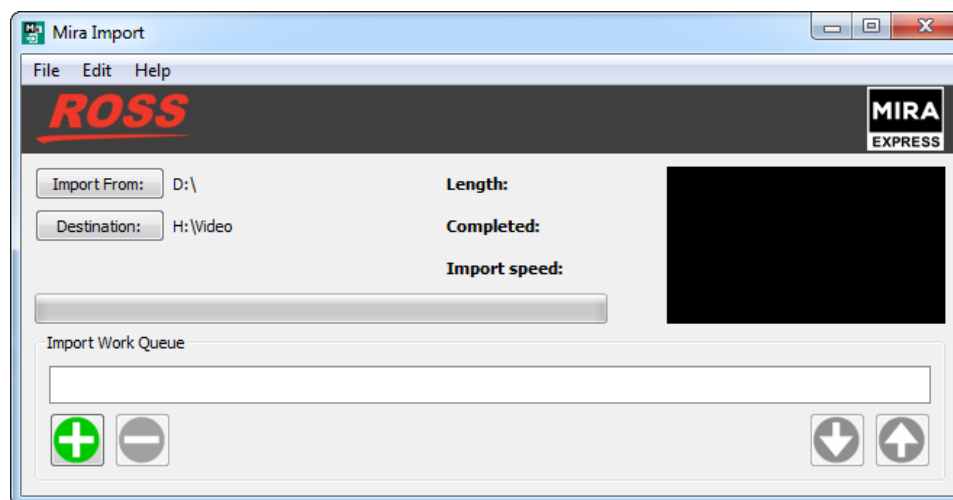 Mira Import
File Edit Help
ROSS
MIRA
EXPRESS
Import From: D:\
Length:
Destination: H:\Video
Completed:
Import speed:
Import Work Queue